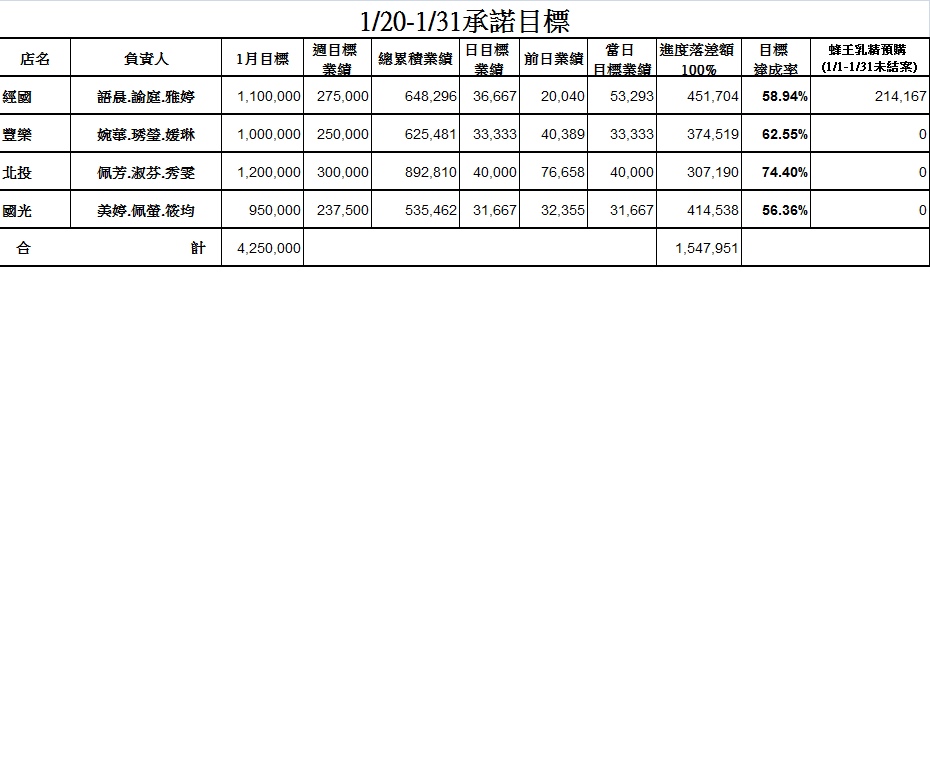 1/20-1/31承諾目標
店名 負責人 1月目標 週目標業績 總累積業績 日目標業績 前日業績 當日目標業績 進度落差額100% 目標達成率 蜂王乳精預購(1/1-1/31未結案)
經國 語晨.諭庭.雅婷 1,100,000 275,000 648,296 36,667 20,040 53,293 451,704 58.94% 214,167
豐樂 婉華.琇瑩.媛琳 1,000,000 250,000 625,481 33,333 40,389 33,333 374,519 62.55% 0
北投 佩芳.淑芬.秀雯 1,200,000 300,000 892,810 40,000 76,658 40,000 307,190 74.40% 0
國光 美婷.佩螢.筱均 950,000 237,500 535,462 31,667 32,355 31,667 414,538 56.36% 0
合計 4,250,000 1,547,951